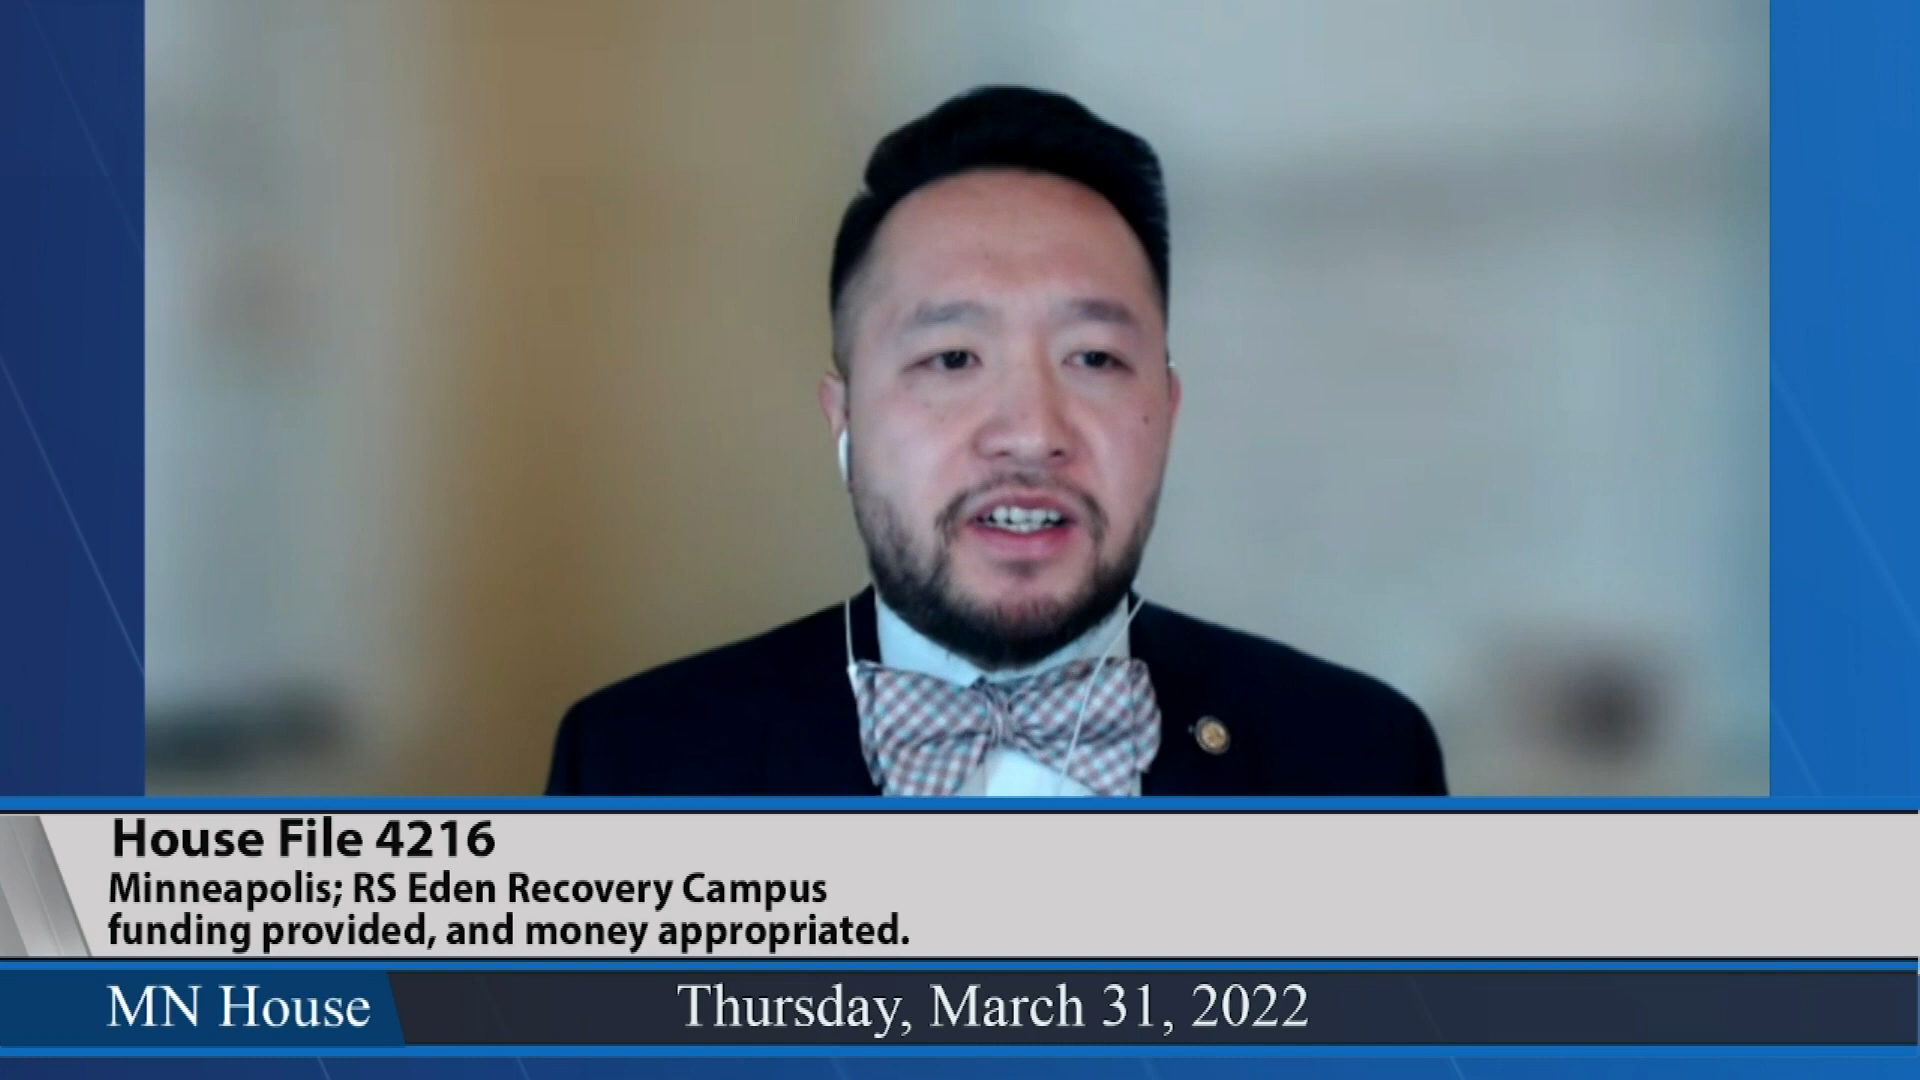 House File 4216
Minneapolis; RS Eden Recovery Campus
funding provided, and money appropriated.
MN House
Thursday, March 31, 2022